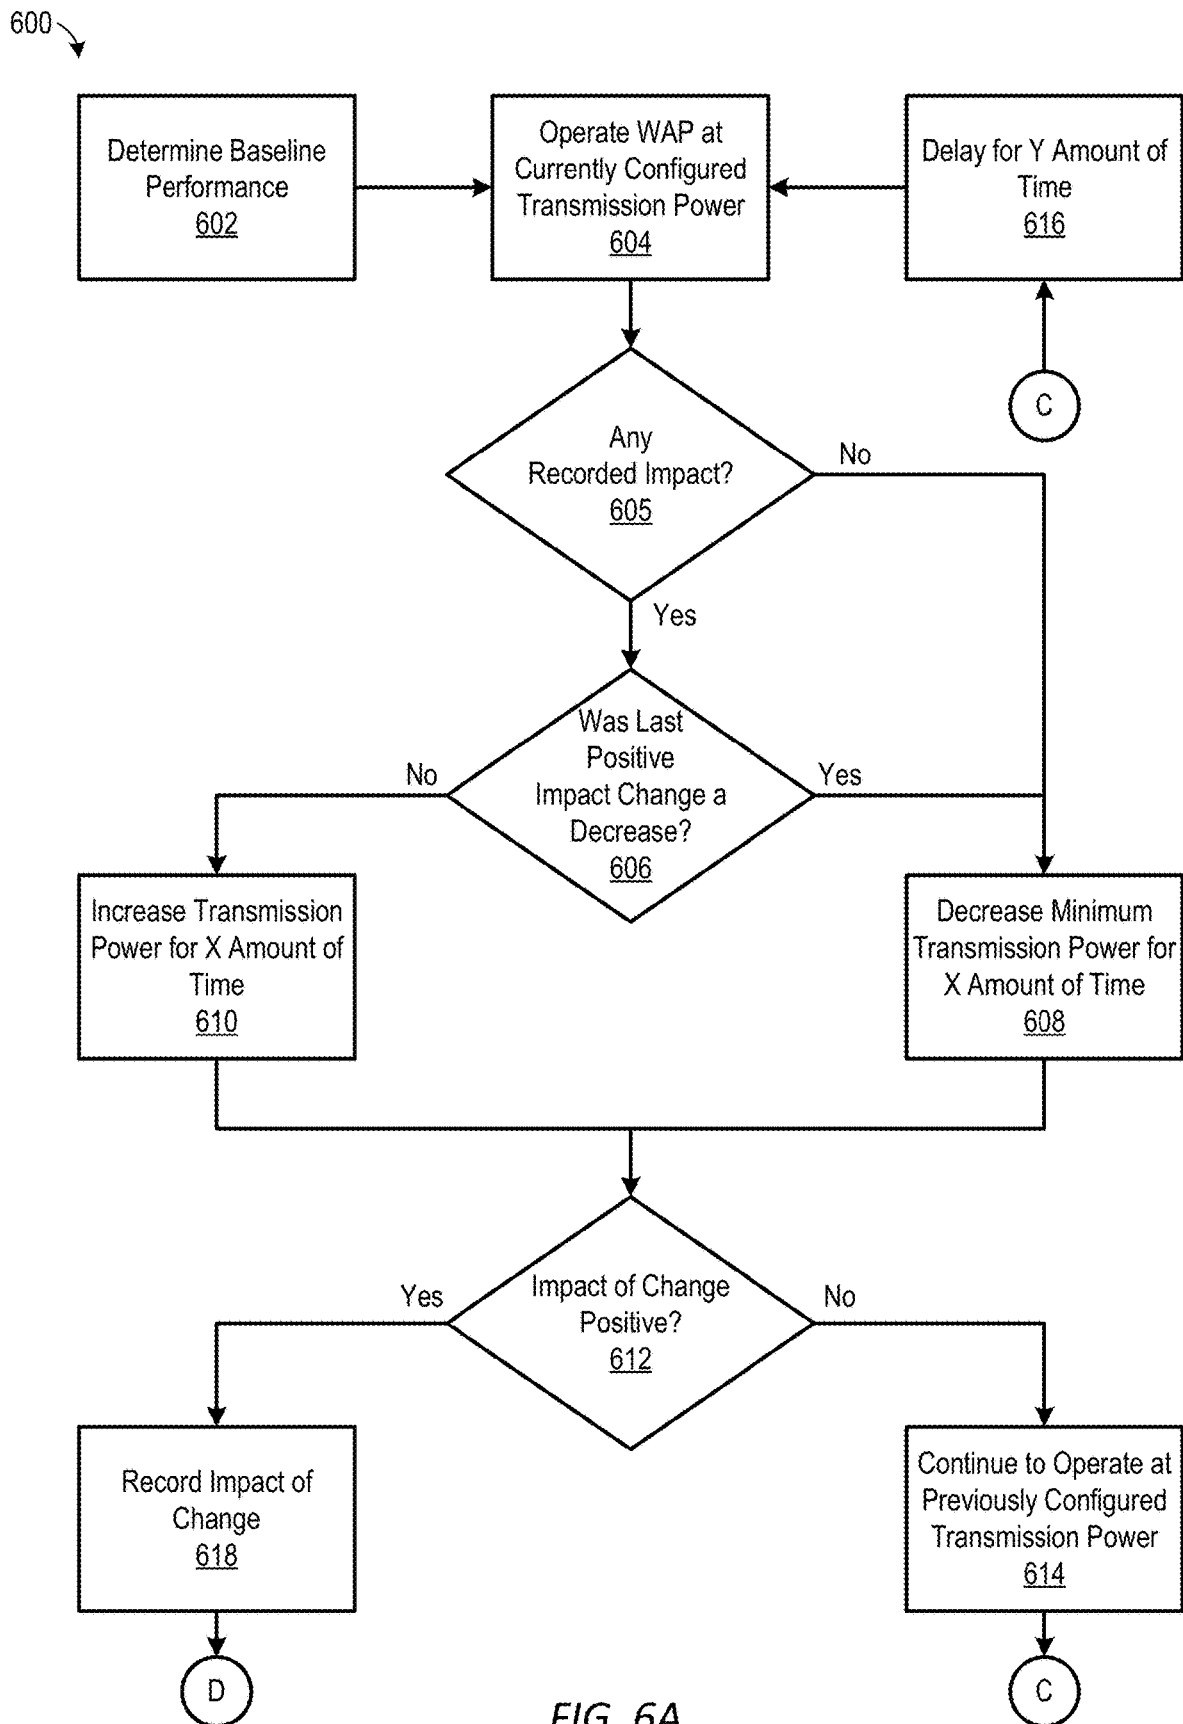 600
Determine Baseline
Performance
602
Operate WAP at
Currently Configured
Transmission Power
604
Delay for Y Amount of
Time
616
C
Any
Recorded Impact?
605
No
Yes
Was Last
Positive
Impact Change a
Decrease?
606
No
Yes
Increase Transmission
Power for X Amount of
Time
610
Decrease Minimum
Transmission Power for
X Amount of Time
608
Impact of Change
Positive?
612
Yes
No
Record Impact of
Change
618
Continue to Operate at
Previously Configured
Transmission Power
614
D
C
FIG. 6A